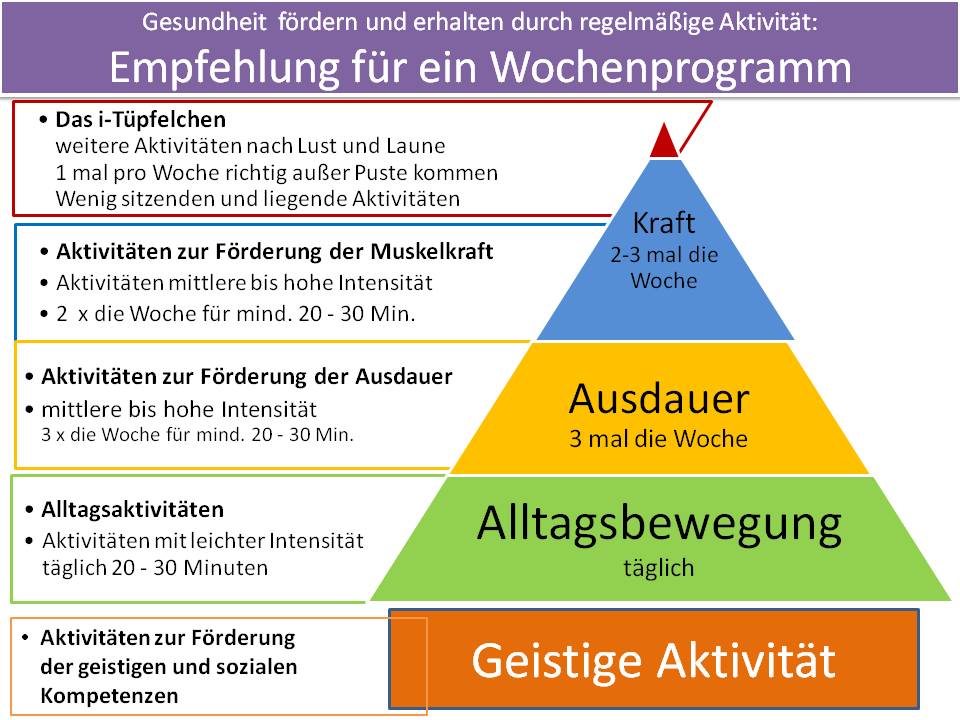 Gesundheit fördern und erhalten durch regelmäßige Aktivität:
Empfehlung für ein Wochenprogramm
• Das i-Tüpfelchen
weitere Aktivitäten nach Lust und Laune
1 mal pro Woche richtig außer Puste kommen
Wenig sitzenden und liegende Aktivitäten
Kraft
2-3 mal die
Woche
• Aktivitäten zur Förderung der Muskelkraft
• Aktivitäten mittlere bis hohe Intensität
• 2 x die Woche für mind. 20 - 30 Min.
• Aktivitäten zur Förderung der Ausdauer
• mittlere bis hohe Intensität
3 x die Woche für mind. 20 - 30 Min.
Ausdauer
3 mal die Woche
• Alltagsaktivitäten
• Aktivitäten mit leichter Intensität
täglich 20 - 30 Minuten
Alltagsbewegung
täglich
• Aktivitäten zur Förderung
der geistigen und sozialen
Kompetenzen
Geistige Aktivität